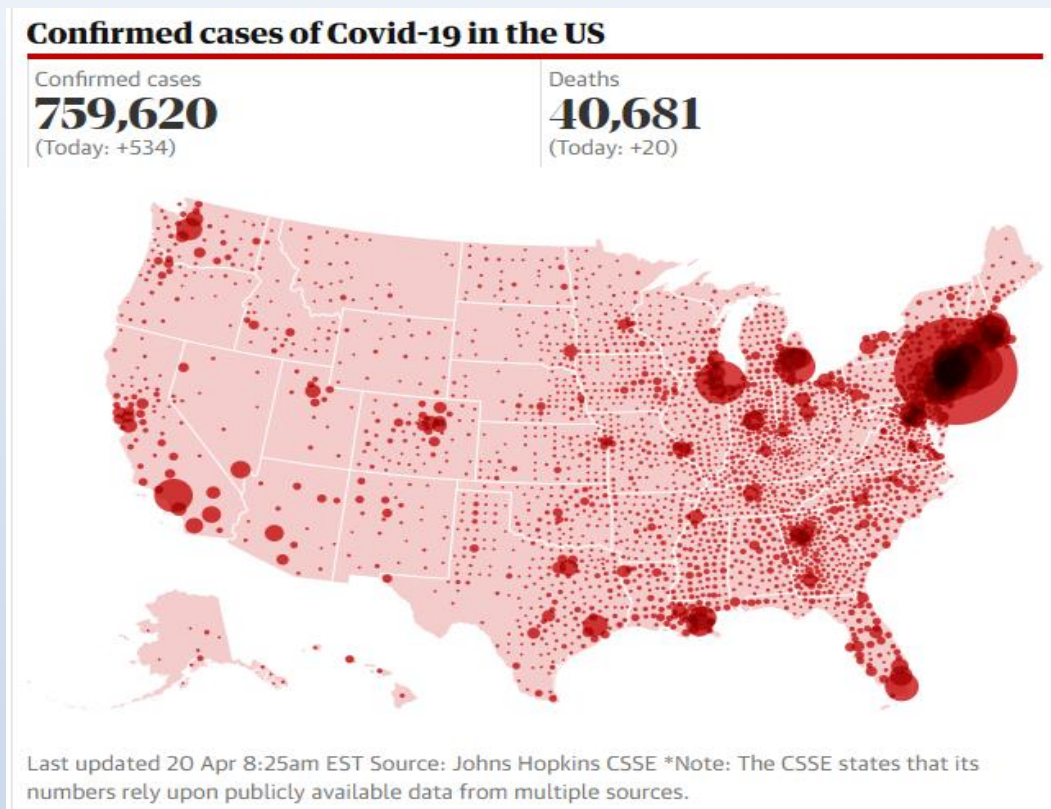 Confirmed cases of Covid-19 in the US
Confirmed cases
759,620
(Today: +534)
Deaths
40,681
(Today: +20)
Last updated 20 Apr 8:25am EST Source: Johns Hopkins CSSE *Note: The CSSE states that its
numbers rely upon publicly available data from multiple sources.